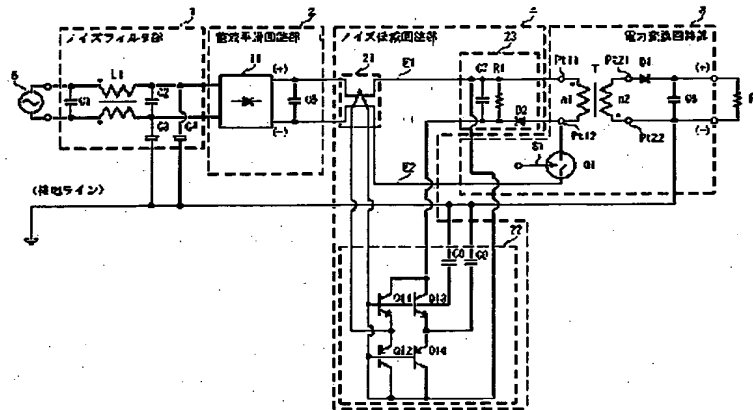 1
ノイズフィルタ部
2
整流平滑回路部
ノイズ低減回路部
23
3
電力変換回路部
L1
C2
C1
C3
C4
11
(+)
C5
(-)
21
E1
C7
R1
D2
Pt11
T
Pt21
D1
n1
n2
Pt12
Pt22
(+)
C6
(-)
S1
Q1
E2
(接地ライン)
22
C8
C9
Q11
Q13
Q12
Q14